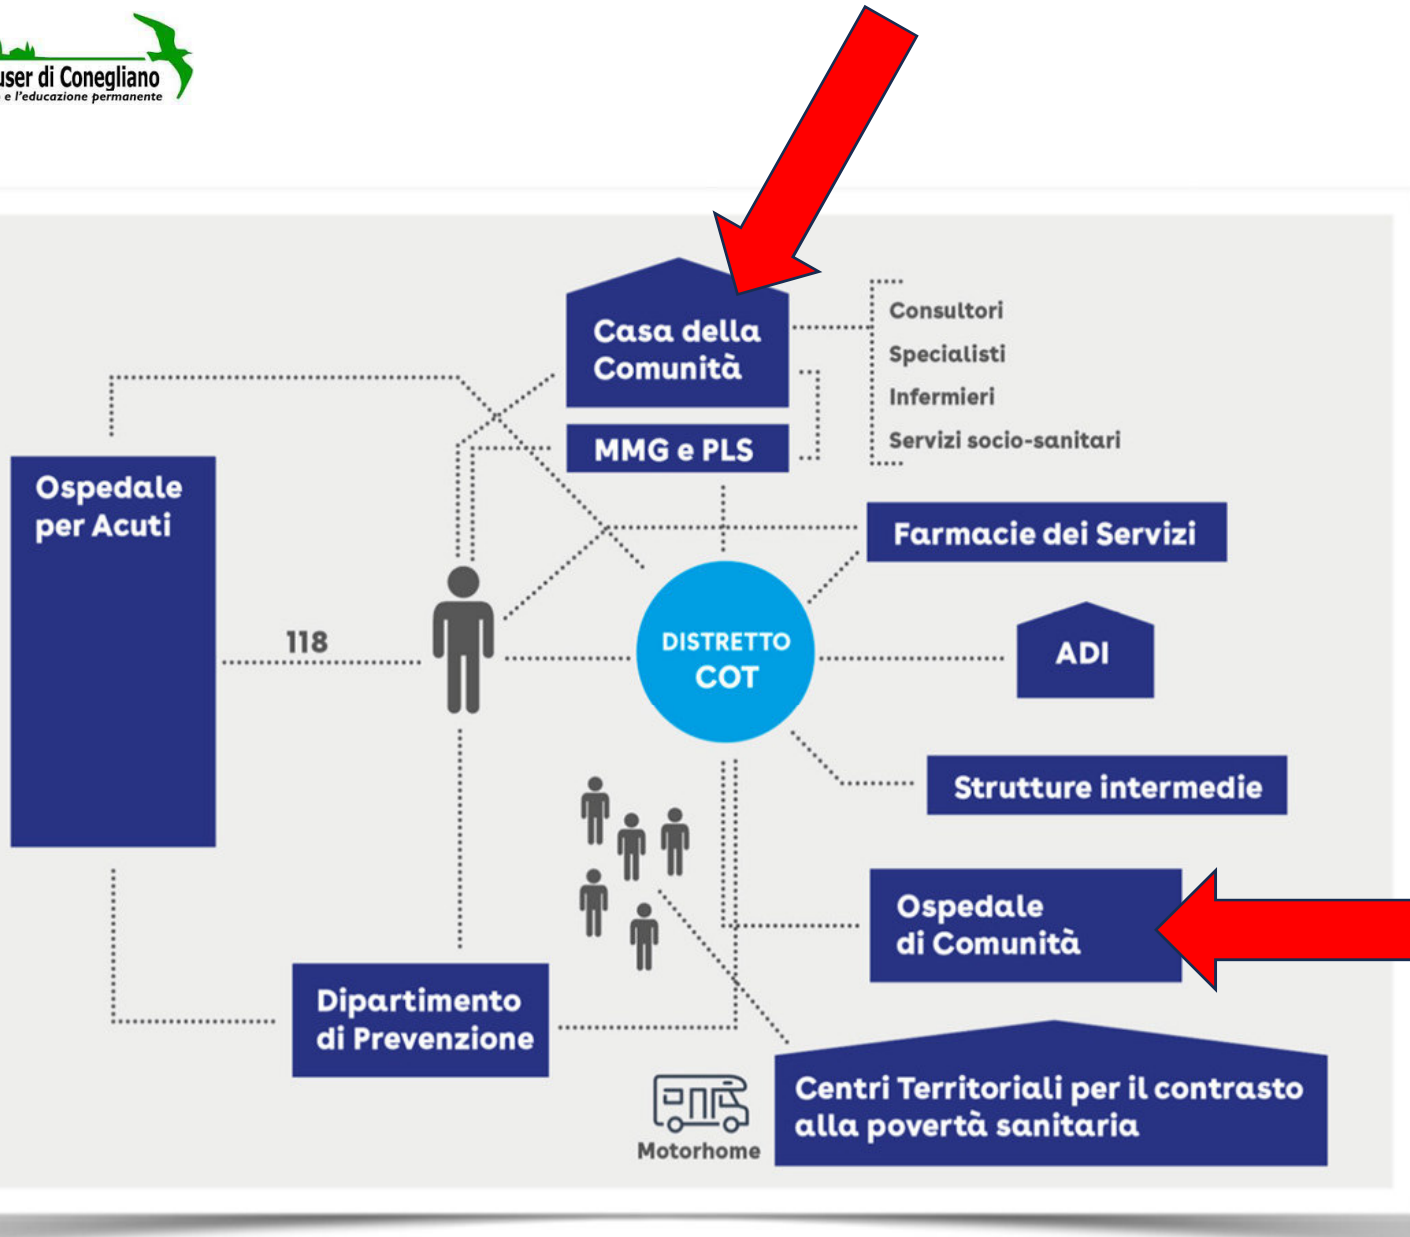 user di Conegliano
e l'educazione permanente
Casa della
Comunità
MMG e PLS
Consultori
Specialisti
Infermieri
Servizi socio-sanitari
Ospedale
per Acuti
Farmacie dei Servizi
118
DISTRETTO
COT
ADI
Strutture intermedie
Ospedale
di Comunità
Dipartimento
di Prevenzione
Centri Territoriali per il contrasto
alla povertà sanitaria
Motorhome